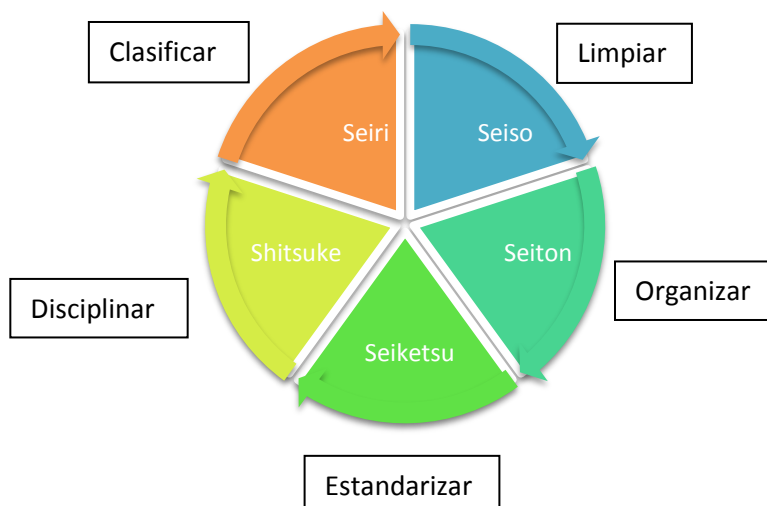 Clasificar
Limpiar
Seiri
Seiso
Shitsuke
Seiton
Disciplinar
Organizar
Seiketsu
Estandarizar